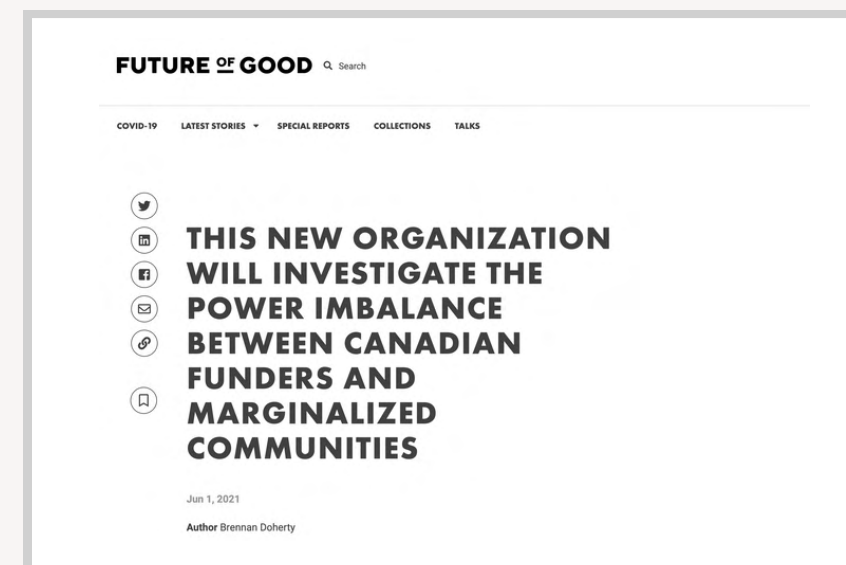 FUTURE OF GOOD Search
COVID-19 LATEST STORIES SPECIAL REPORTS COLLECTIONS TALKS
THIS NEW ORGANIZATION
WILL INVESTIGATE THE
POWER IMBALANCE
BETWEEN CANADIAN
FUNDERS AND
MARGINALIZED
COMMUNITIES
Jun 1, 2021
Author Brennan Doherty